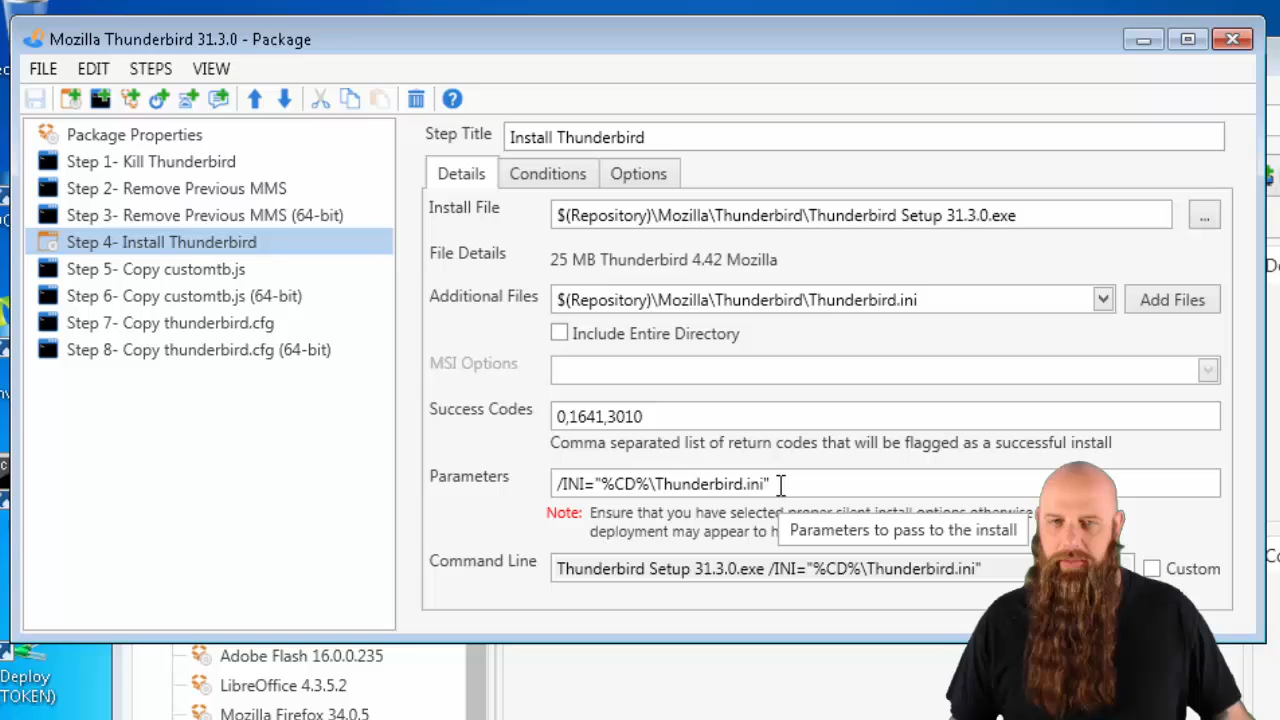 Mozilla Thunderbird 31.3.0 - Package
FILE EDIT STEPS VIEW
Package Properties
Step 1- Kill Thunderbird
Step 2- Remove Previous MMS
Step 3- Remove Previous MMS (64-bit)
Step 4- Install Thunderbird
Step 5- Copy customtb.js
Step 6- Copy customtb.js (64-bit)
Step 7- Copy thunderbird.cfg
Step 8- Copy thunderbird.cfg (64-bit)
Step Title Install Thunderbird
Details Conditions Options
Install File $(Repository)\Mozilla\Thunderbird\Thunderbird Setup 31.3.0.exe ...
File Details 25 MB Thunderbird 4.42 Mozilla
Additional Files $(Repository)\Mozilla\Thunderbird\Thunderbird.ini Add Files
Include Entire Directory
MSI Options
Success Codes 0,1641,3010
Comma separated list of return codes that will be flagged as a successful install
Parameters /INI="%CD%\Thunderbird.ini"
Note: Ensure that you have selected proper silent install options otherwise
deployment may appear to h
Parameters to pass to the install
Command Line Thunderbird Setup 31.3.0.exe /INI="%CD%\Thunderbird.ini" Custom
Adobe Flash 16.0.0.235
LibreOffice 4.3.5.2
Mozilla Firefox 34.0.5
Deploy
TOKEN)